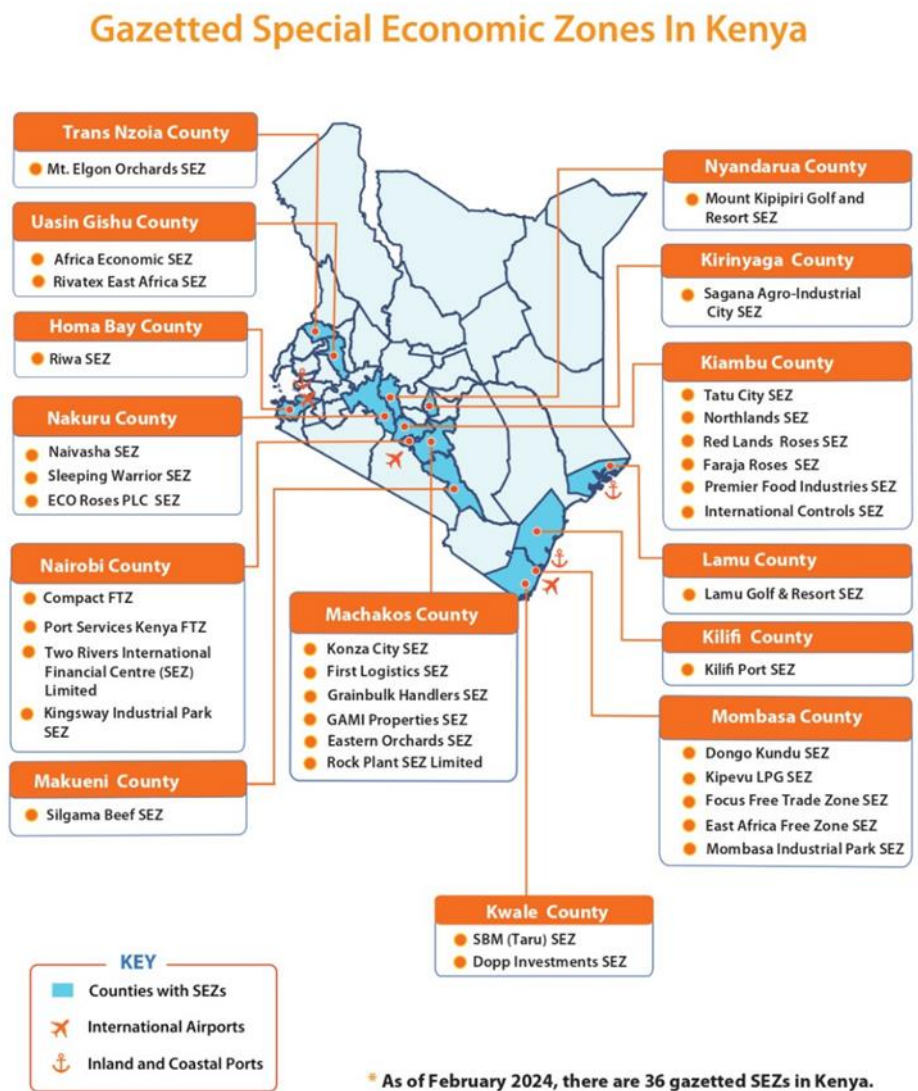 Gazetted Special Economic Zones In Kenya
Trans Nzoia County
Mt. Elgon Orchards SEZ
Uasin Gishu County
Africa Economic SEZ
Rivatex East Africa SEZ
Homa Bay County
Riwa SEZ
Nakuru County
Naivasha SEZ
Sleeping Warrior SEZ
ECO Roses PLC SEZ
Nairobi County
Compact FTZ
Port Services Kenya FTZ
Two Rivers International
Financial Centre (SEZ)
Limited
Kingsway Industrial Park
SEZ
Makueni County
Silgama Beef SEZ
Machakos County
Konza City SEZ
First Logistics SEZ
Grainbulk Handlers SEZ
GAMI Properties SEZ
Eastern Orchards SEZ
Rock Plant SEZ Limited
Nyandarua County
Mount Kipipiri Golf and
Resort SEZ
Kirinyaga County
Sagana Agro-Industrial
City SEZ
Kiambu County
Tatu City SEZ
Northlands SEZ
Red Lands Roses SEZ
Faraja Roses SEZ
Premier Food Industries SEZ
International Controls SEZ
Lamu County
Lamu Golf & Resort SEZ
Kilifi County
Kilifi Port SEZ
Mombasa County
Dongo Kundu SEZ
Kipevu LPG SEZ
Focus Free Trade Zone SEZ
East Africa Free Zone SEZ
Mombasa Industrial Park SEZ
Kwale County
SBM (Taru) SEZ
Dopp Investments SEZ
KEY
Counties with SEZs
International Airports
Inland and Coastal Ports
* As of February 2024, there are 36 gazetted SEZs in Kenya.